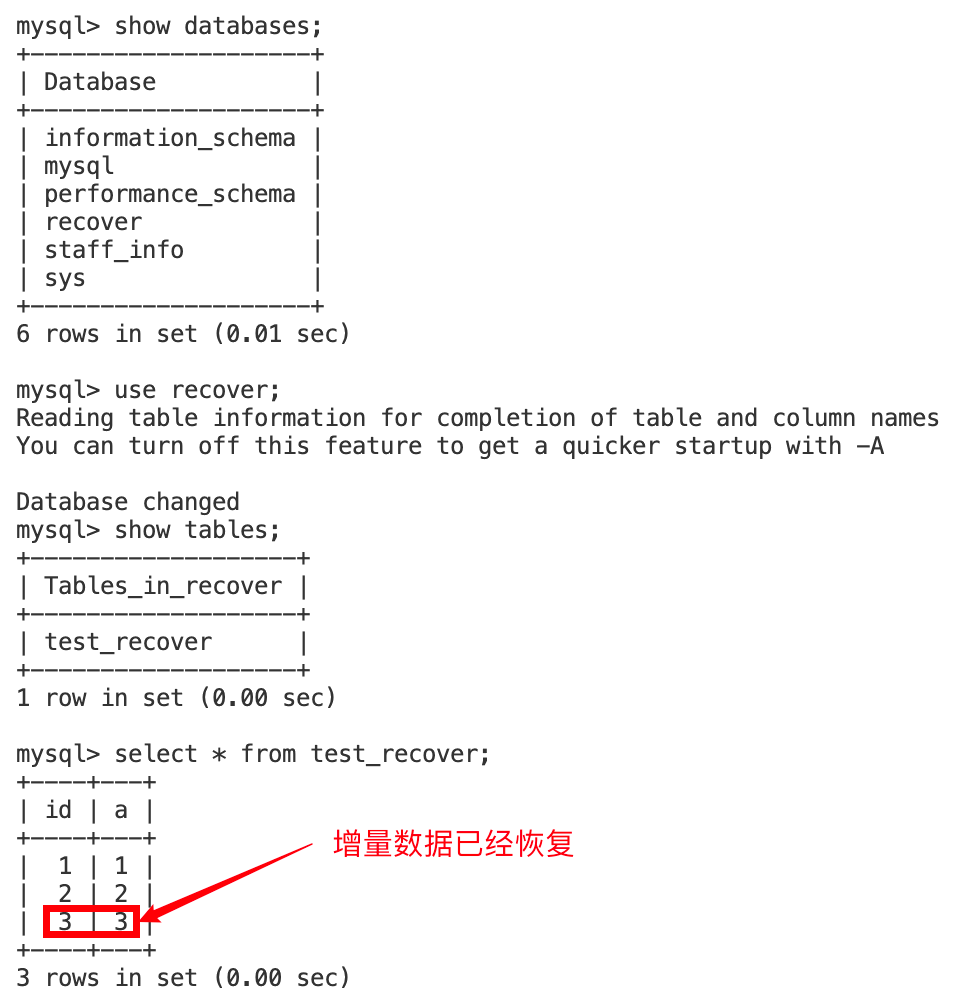 mysql> show databases;
+--------------------+
| Database           |
+--------------------+
| information_schema |
| mysql              |
| performance_schema |
| recover            |
| staff_info         |
| sys                |
+--------------------+
6 rows in set (0.01 sec)
mysql> use recover;
Reading table information for completion of table and column names
You can turn off this feature to get a quicker startup with -A
Database changed
mysql> show tables;
+-------------------+
| Tables_in_recover |
+-------------------+
| test_recover      |
+-------------------+
1 row in set (0.00 sec)
mysql> select * from test_recover;
+----+---+
| id | a |
+----+---+
|  1 | 1 |
|  2 | 2 |
|  3 | 3 |
+----+---+
增量数据已经恢复
3 rows in set (0.00 sec)